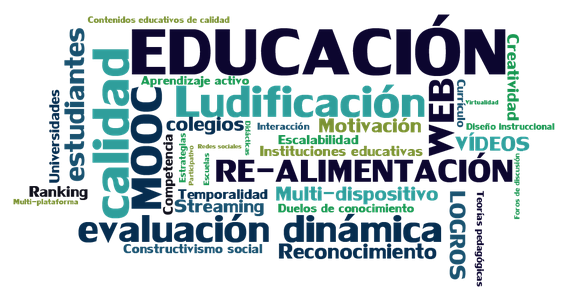 Contenidos educativos de calidad
EDUCACIÓN
Creatividad
estudiantes
calidad
Aprendizaje activo
Universidades
MOOC
Ludificación
WEB
Currículo
Virtualidad
colegios
Didácticas
Interacción
Motivación
Diseño instruccional
Competencia
Estrategias
Participativo
Redes sociales
Escuelas
Escalabilidad
VÍDEOS
Instituciones educativas
RE-ALIMENTACIÓN
Foros de discusión
Ranking
Multi-plataforma
Temporalidad
Multi-dispositivo
Streaming
Duelos de conocimiento
LOGROS
Teorías pedagógicas
evaluación dinámica
Constructivismo social
Reconocimiento